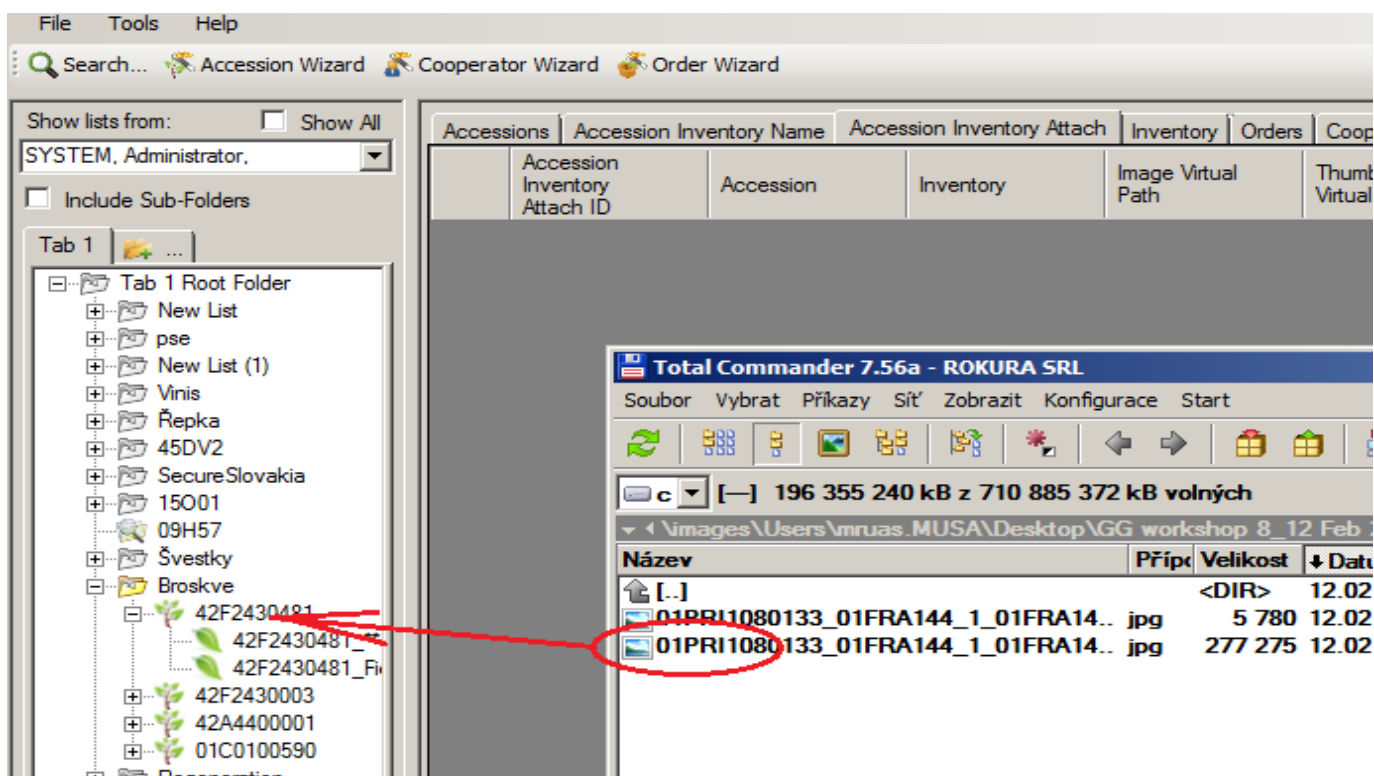 File Tools Help
Search... Accession Wizard Cooperator Wizard Order Wizard
Show lists from: Show All
SYSTEM, Administrator,
Include Sub-Folders
Tab 1 ...
Tab 1 Root Folder
New List
pse
New List (1)
Vinis
Řepka
45DV2
SecureSlovakia
15O01
09H57
Švestky
Broskve
42F2430481
42F2430481_
42F2430481_Fi
42F2430003
42A4400001
01C0100590
Regeneration
Accessions Accession Inventory Name Accession Inventory Attach Inventory Orders Coop
Accession Inventory Attach ID Accession Inventory Image Virtual Path Thumb Virtual
Total Commander 7.56a - ROKURA SRL
Soubor Vybrat Příkazy Síť Zobrazit Konfigurace Start
c [—] 196 355 240 kB z 710 885 372 kB volných
\images\Users\mruas.MUSA\Desktop\GG workshop 8_12 Feb
Název Přípo Velikost Datu
[..] <DIR> 12.02
01PRI1080133_01FRA144_1_01FRA14.. jpg 5 780 12.02
01PRI1080133_01FRA144_1_01FRA14.. jpg 277 275 12.02